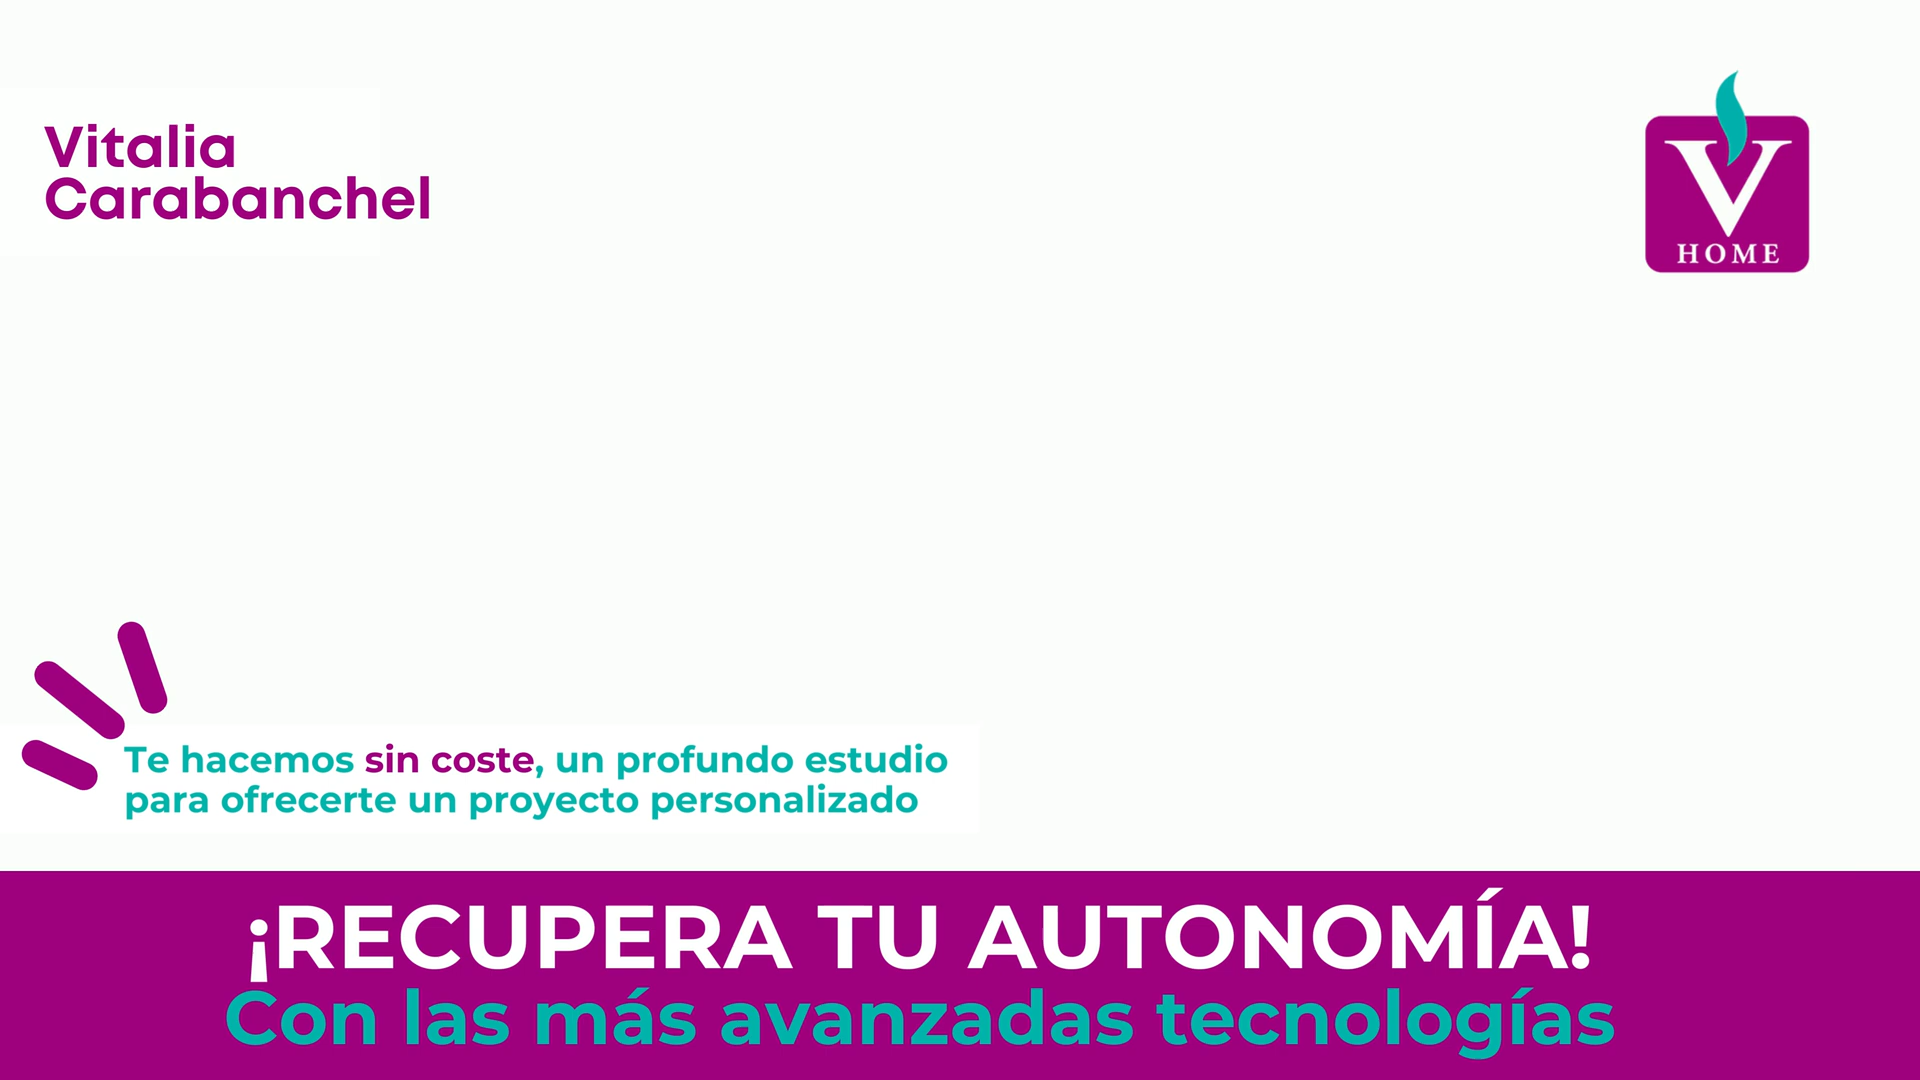 Vitalia
Carabanchel
V
HOME
Te hacemos sin coste, un profundo estudio
para ofrecerte un proyecto personalizado
¡RECUPERA TU AUTONOMÍA!
Con las más avanzadas tecnologías